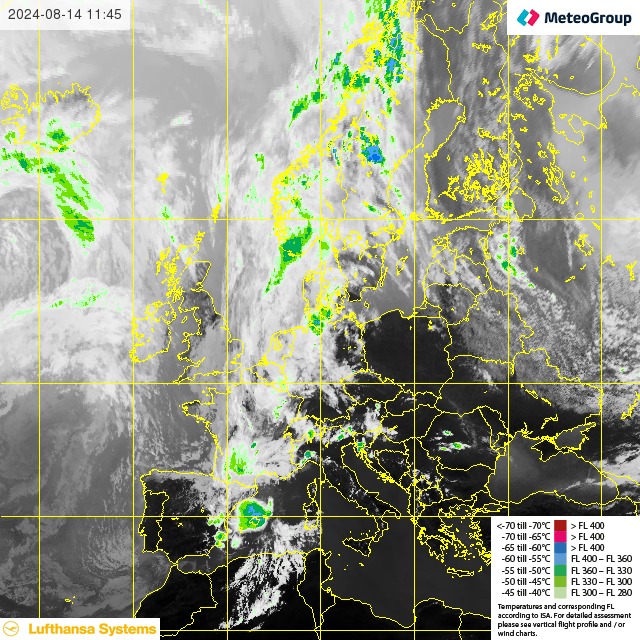 2024-08-14 11:45
MeteoGroup
<-70 till -70°C > FL 400
-70 till -65°C > FL 400
-65 till -60°C > FL 400
-60 till -55°C FL 400 – FL 360
-55 till -50°C FL 360 – FL 330
-50 till -45°C FL 330 – FL 300
-45 till -40°C FL 300 – FL 280
Temperatures and corresponding FL
according to ISA. For detailed assessment
please see vertical flight profile and / or
wind charts.
Lufthansa Systems